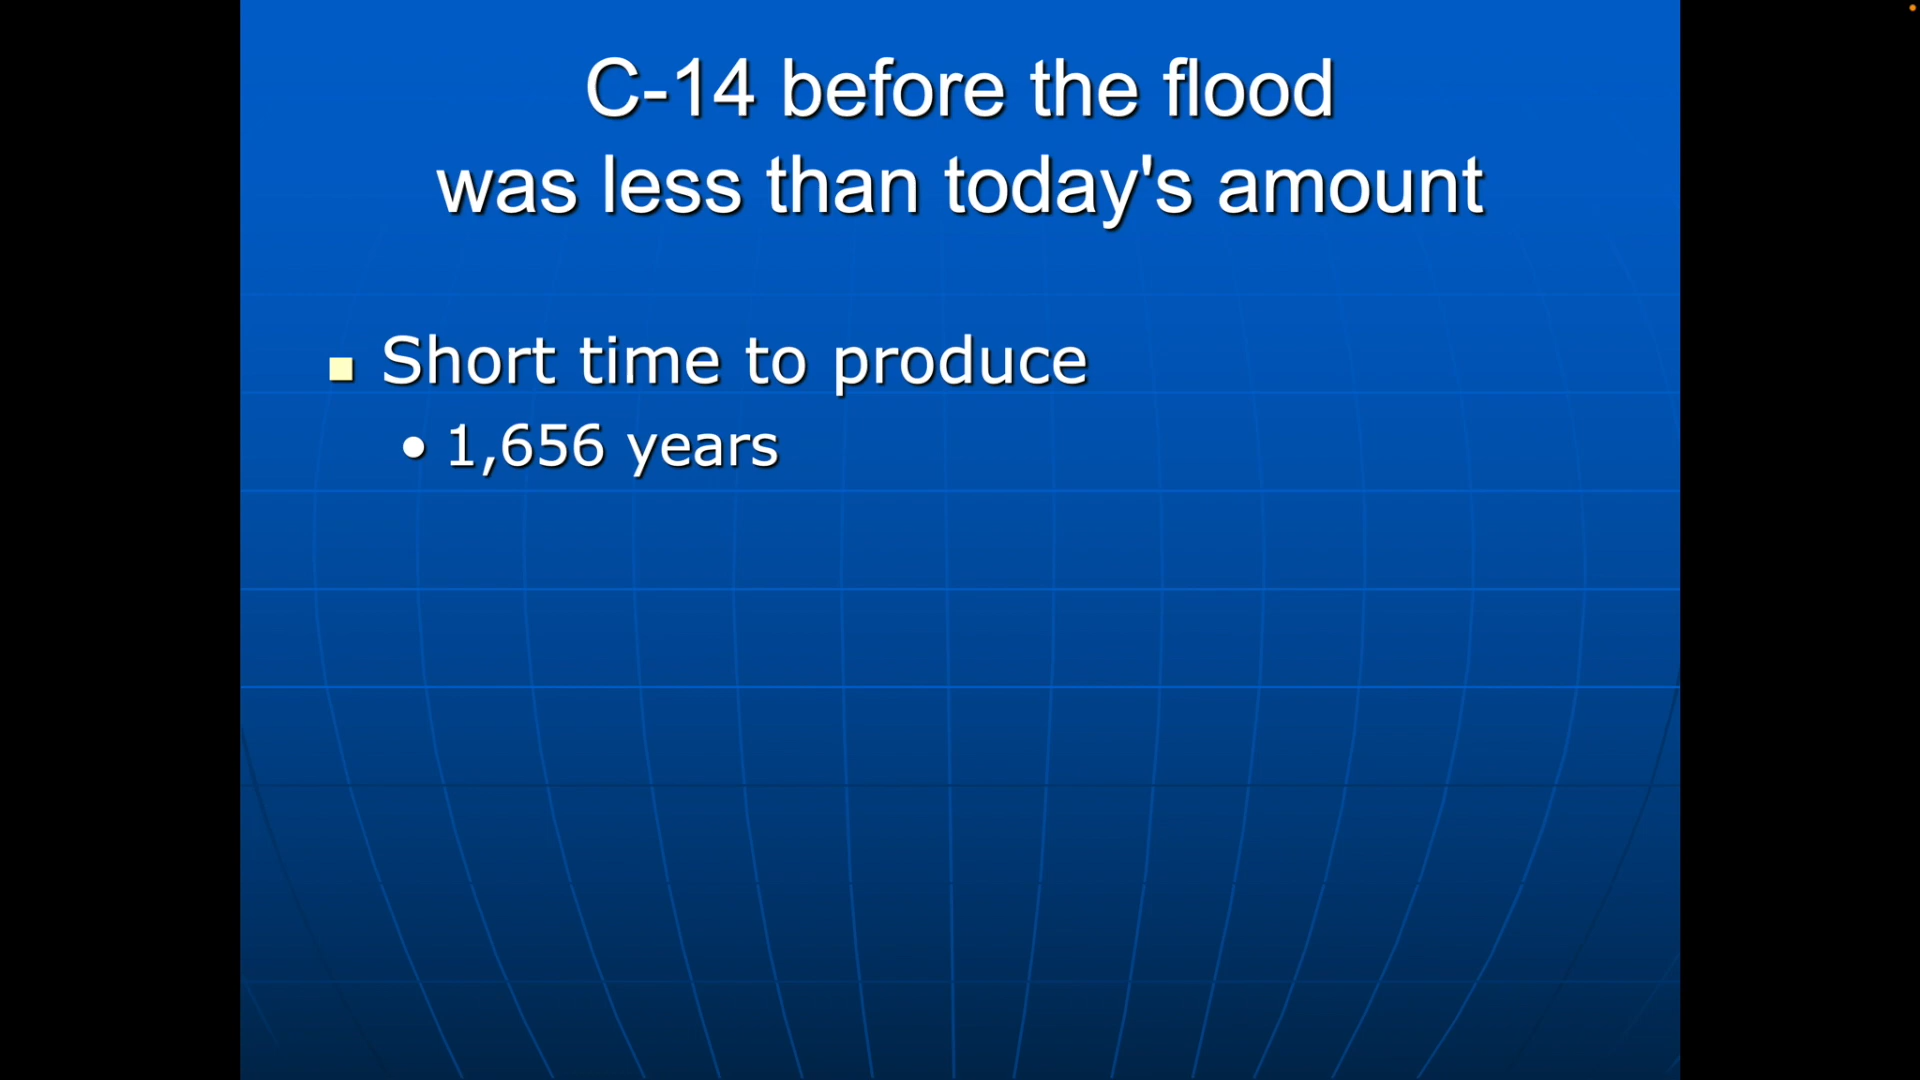 C-14 before the flood
was less than today's amount
Short time to produce
1,656 years